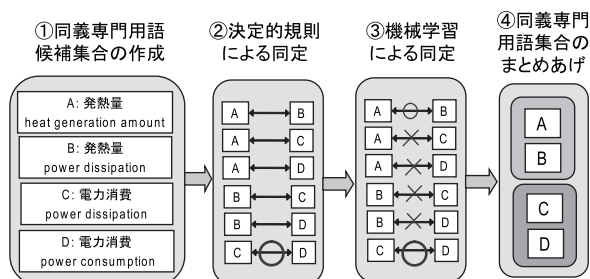 ①同義専門用語
候補集合の作成
②決定的規則
による同定
③機械学習
による同定
④同義専門
用語集合の
まとめあげ
A: 発熱量
heat generation amount
B: 発熱量
power dissipation
C: 電力消費
power dissipation
D: 電力消費
power consumption
A B
A C
A D
B C
B D
C D
A B
A C
A D
B C
B D
C D
A
B
C
D